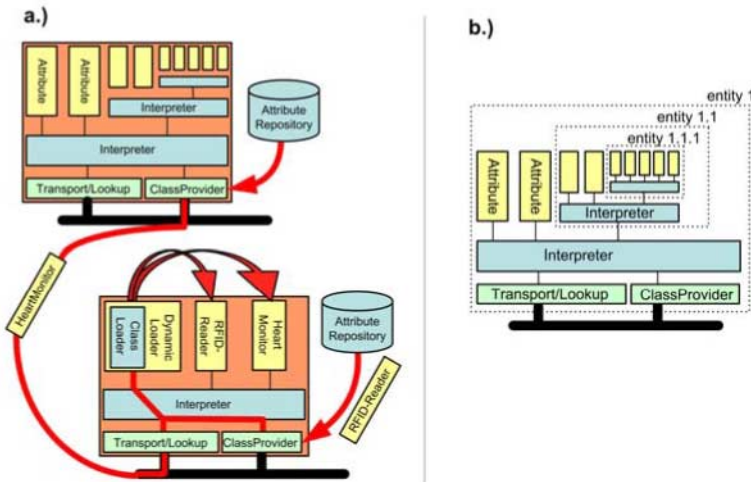 a.)
Attribute
Attribute
Interpreter
Interpreter
Transport/Lookup
ClassProvider
Attribute
Repository
HeartMonitor
Class
Loader
Dynamic
Loader
RFID-
Reader
Heart
Monitor
Interpreter
Transport/Lookup
ClassProvider
Attribute
Repository
RFID-Reader
b.)
entity 1
entity 1.1
entity 1.1.1
Attribute
Attribute
Interpreter
Interpreter
Transport/Lookup
ClassProvider